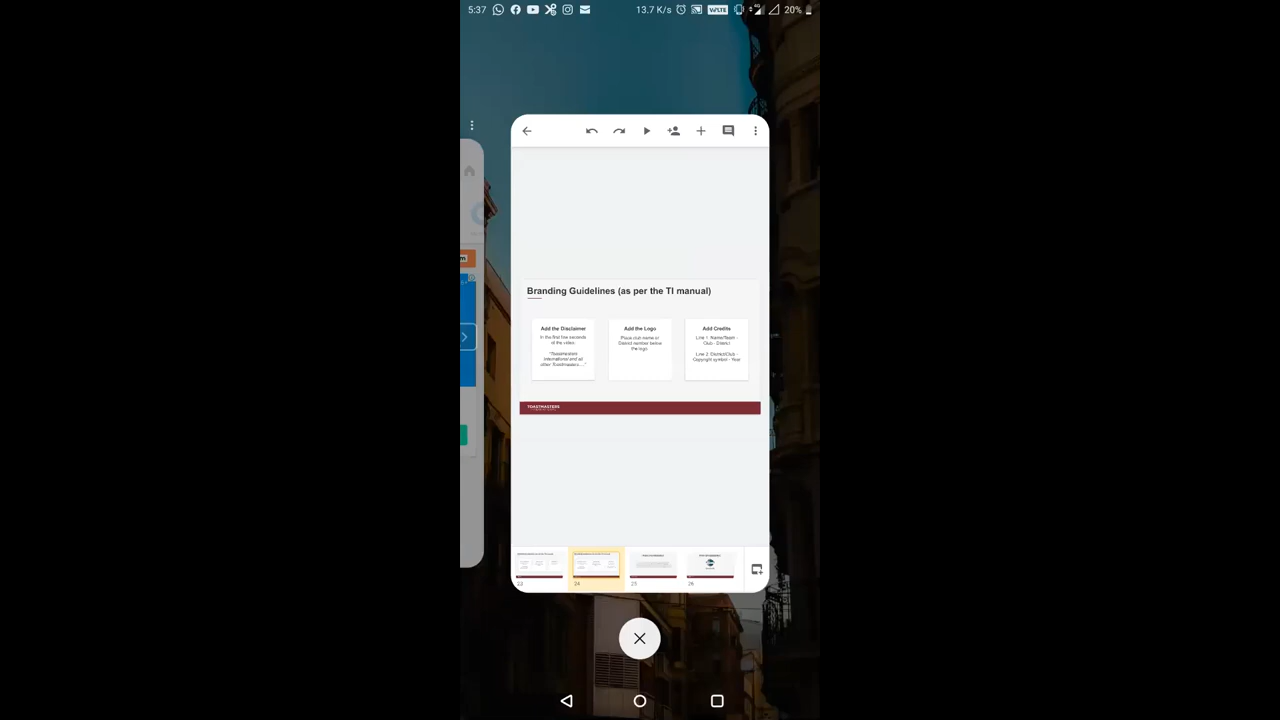 5:37
13.7 K/s
VoLTE
4G
20%
m
Branding Guidelines (as per the TI manual)
Add the Disclaimer
In the first five seconds
of the video:
"Toastmasters
International and all
other Toastmasters..."
Add the Logo
Place club name or
District number below
the logo.
Add Credits
Line 1: Name/Team -
Club - District
Line 2: District/Club -
Copyright symbol - Year
TOASTMASTERS
23
24
25
26